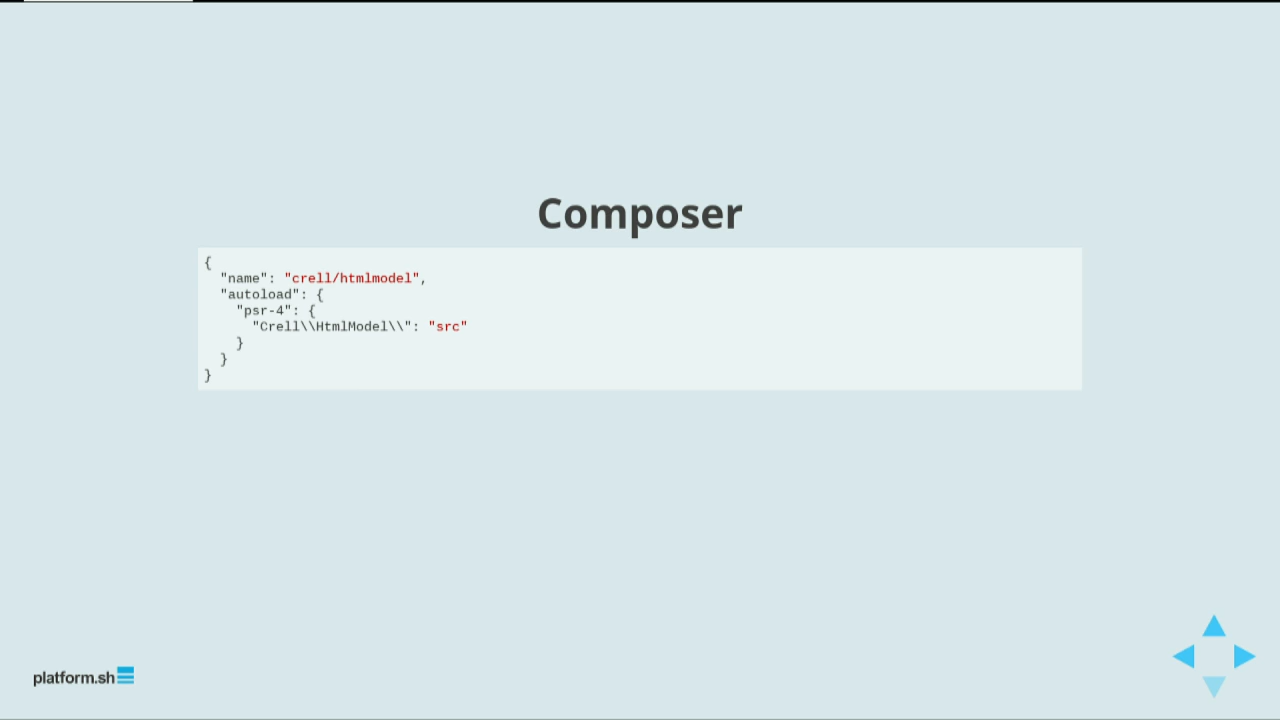 Composer
{
  "name": "crell/htmlmodel",
  "autoload": {
    "psr-4": {
      "Crell\\HtmlModel\\": "src"
    }
  }
}
platform.sh